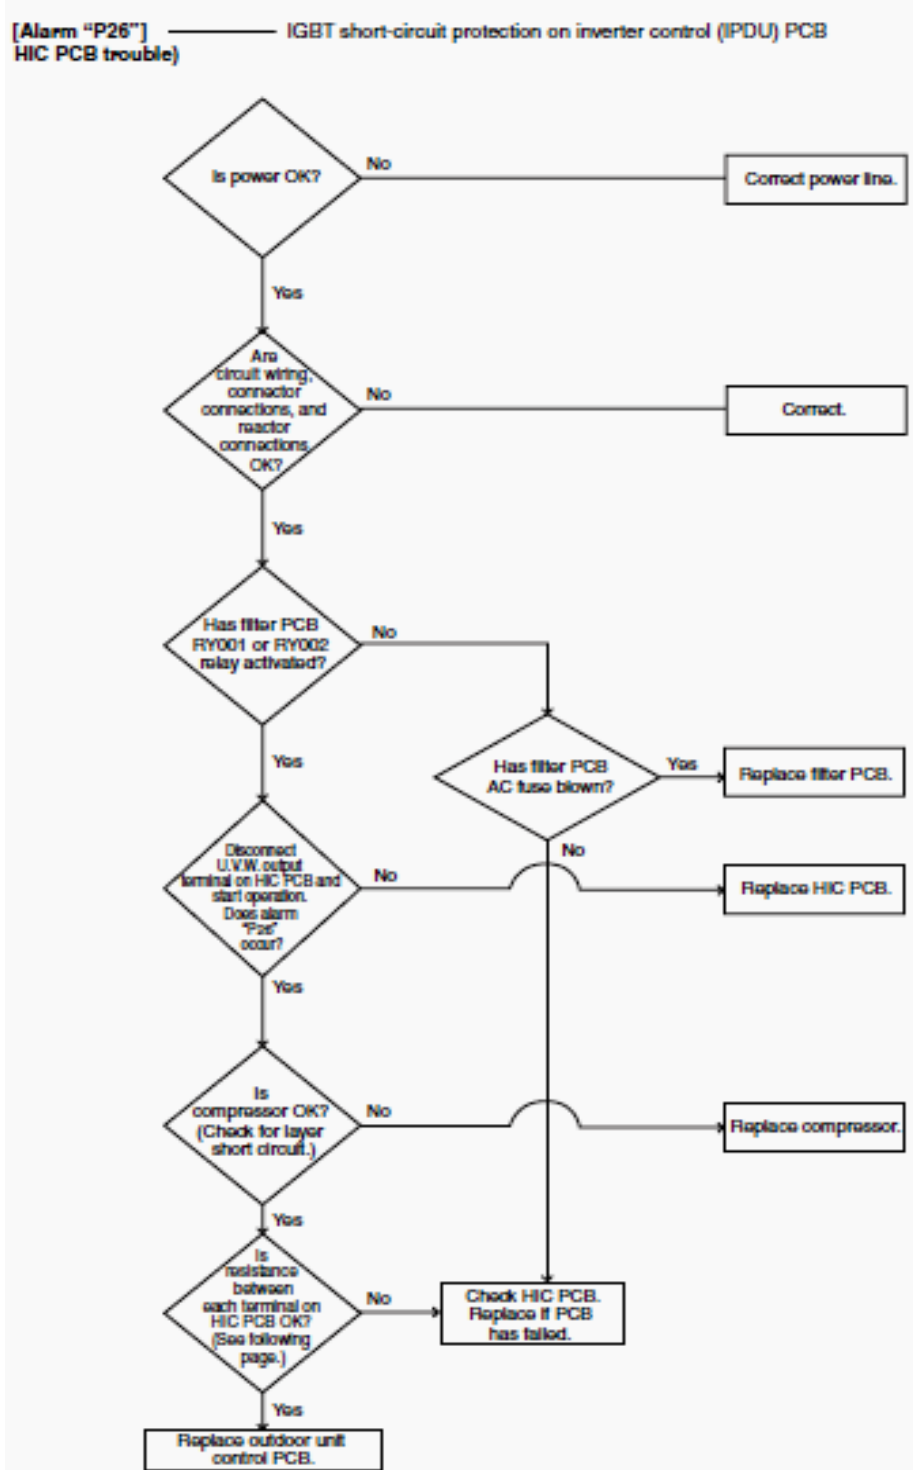 [Alarm “P26”] IGBT short-circuit protection on inverter control (IPDU) PCB
HIC PCB trouble)
Is power OK?
No
Correct power line.
Yes
Are
circuit wiring,
connector
connections, and
reactor
connections
OK?
No
Correct.
Yes
Has filter PCB
RY001 or RY002
relay activated?
No
Yes
Has filter PCB
AC fuse blown?
Yes
Replace filter PCB.
No
Disconnect
U.V.W. output
terminal on HIC PCB and
start operation.
Does alarm
“P26”
occur?
No
Replace HIC PCB.
Yes
Is
compressor OK?
(Check for layer
short circuit.)
No
Replace compressor.
Yes
Is
resistance
between
each terminal on
HIC PCB OK?
(See following
page.)
No
Check HIC PCB.
Replace if PCB
has failed.
Yes
Replace outdoor unit
control PCB.